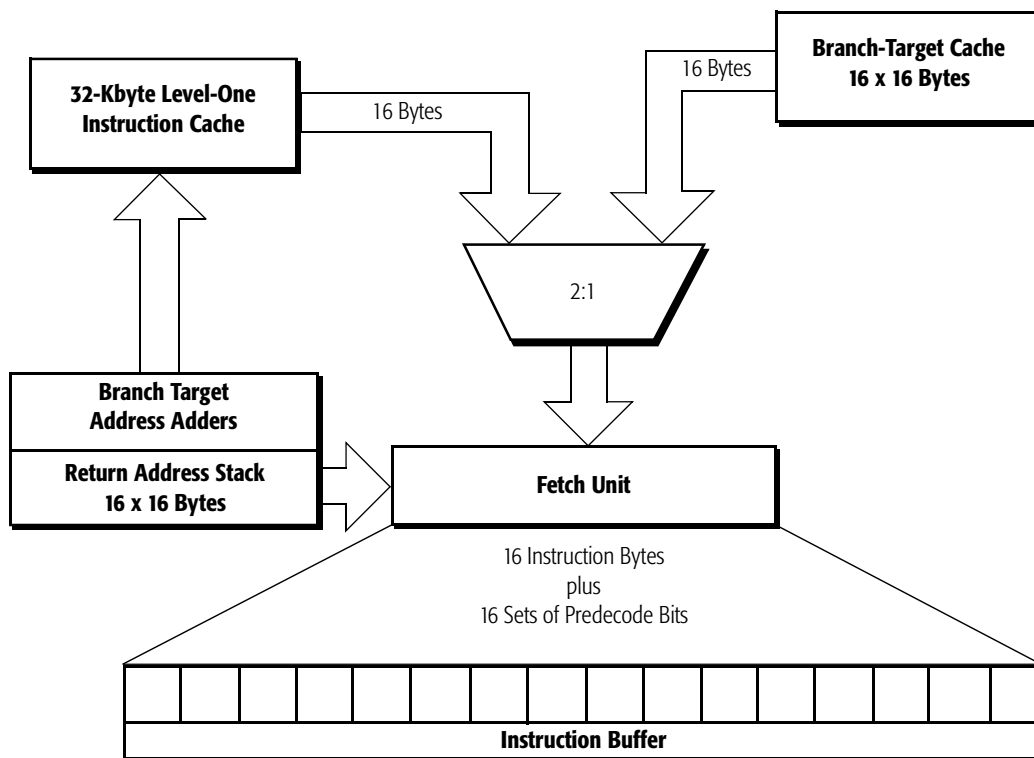 32-Kbyte Level-One
Instruction Cache
16 Bytes
16 Bytes
Branch-Target Cache
16 x 16 Bytes
2:1
Branch Target
Address Adders
Return Address Stack
16 x 16 Bytes
Fetch Unit
16 Instruction Bytes
plus
16 Sets of Predecode Bits
Instruction Buffer